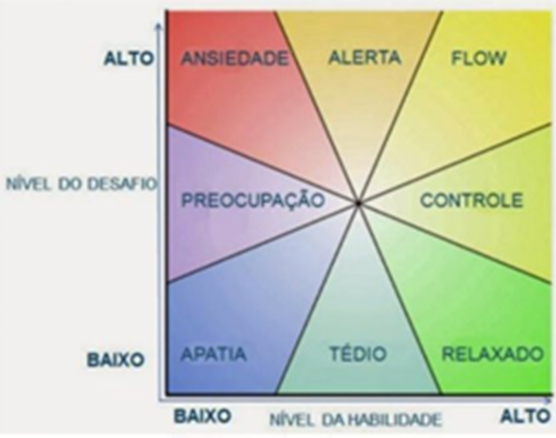 ALTO
ANSIEDADE
ALERTA
FLOW
NÍVEL DO DESAFIO
PREOCUPAÇÃO
CONTROLE
BAIXO
APATIA
TÉDIO
RELAXADO
BAIXO
NÍVEL DA HABILIDADE
ALTO